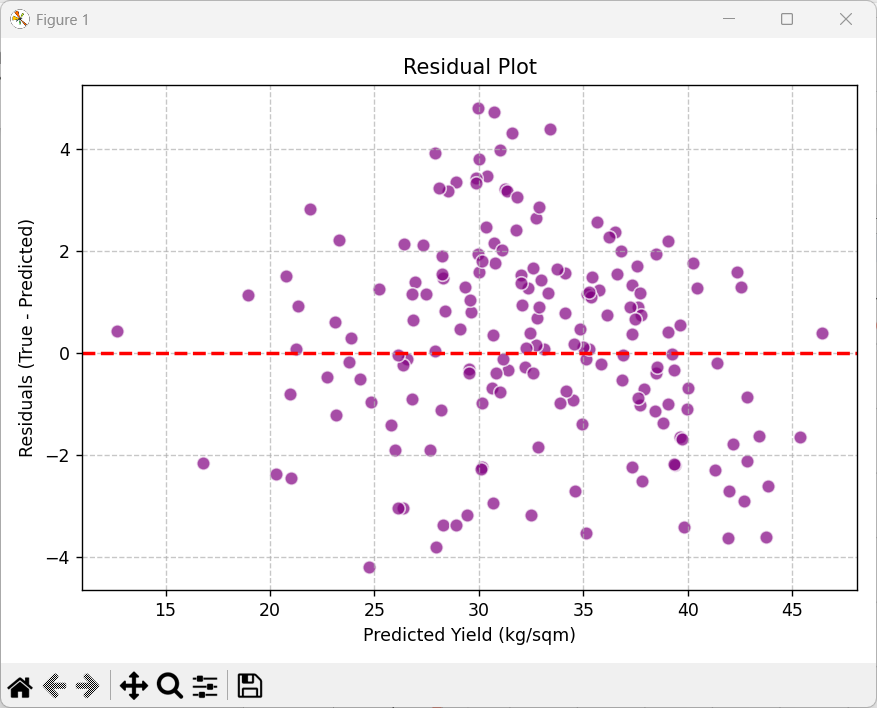 Figure 1
Residual Plot
Residuals (True - Predicted)
4
2
0
−2
−4
15 20 25 30 35 40 45
Predicted Yield (kg/sqm)